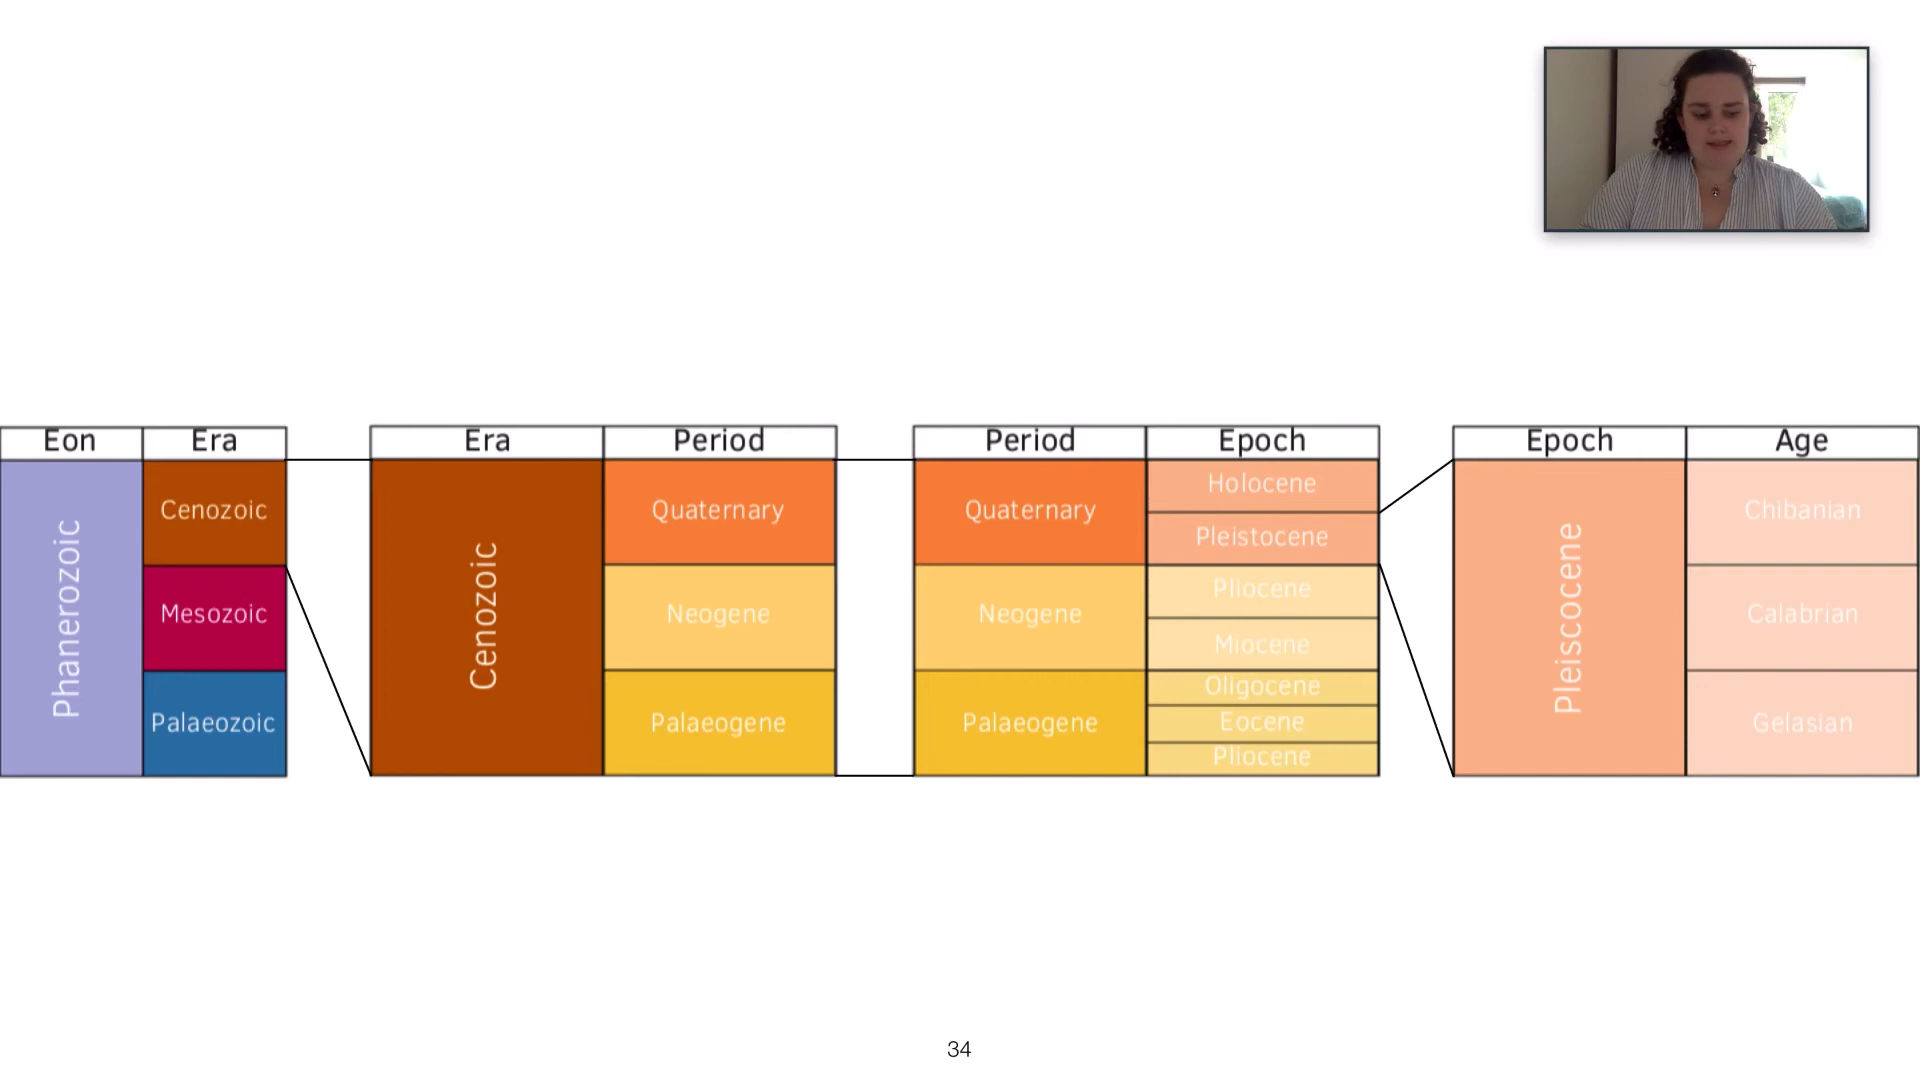 Eon
Era
Phanerozoic
Cenozoic
Mesozoic
Palaeozoic
Era
Period
Cenozoic
Quaternary
Neogene
Palaeogene
Period
Epoch
Quaternary
Neogene
Palaeogene
Holocene
Pleistocene
Pliocene
Miocene
Oligocene
Eocene
Pliocene
Epoch
Age
Pleiscocene
Chibanian
Calabrian
Gelasian
34